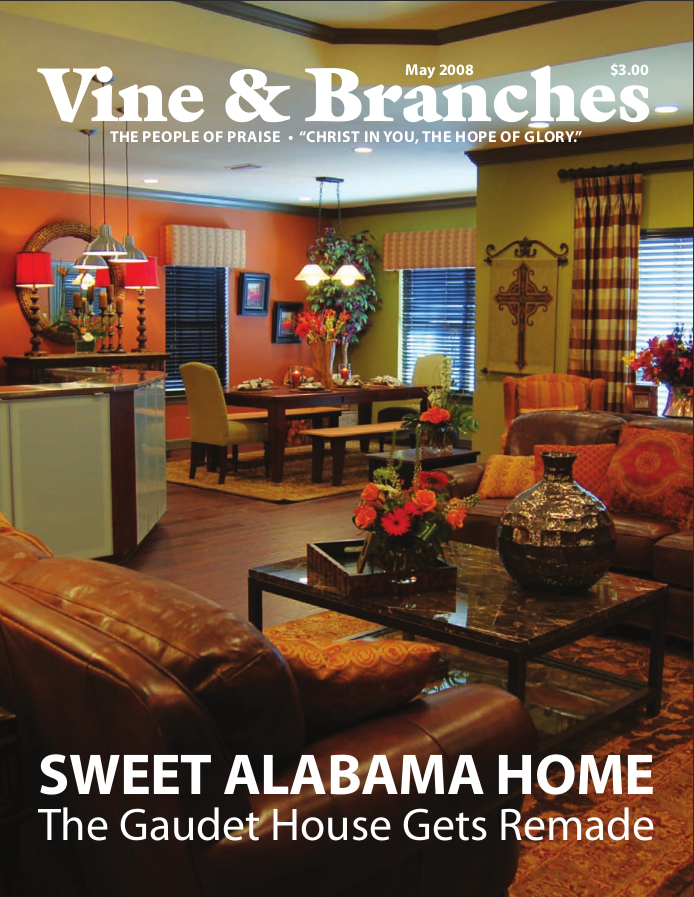 May 2008 $3.00
Vine & Branches
THE PEOPLE OF PRAISE • “CHRIST IN YOU, THE HOPE OF GLORY.”
SWEET ALABAMA HOME
The Gaudet House Gets Remade